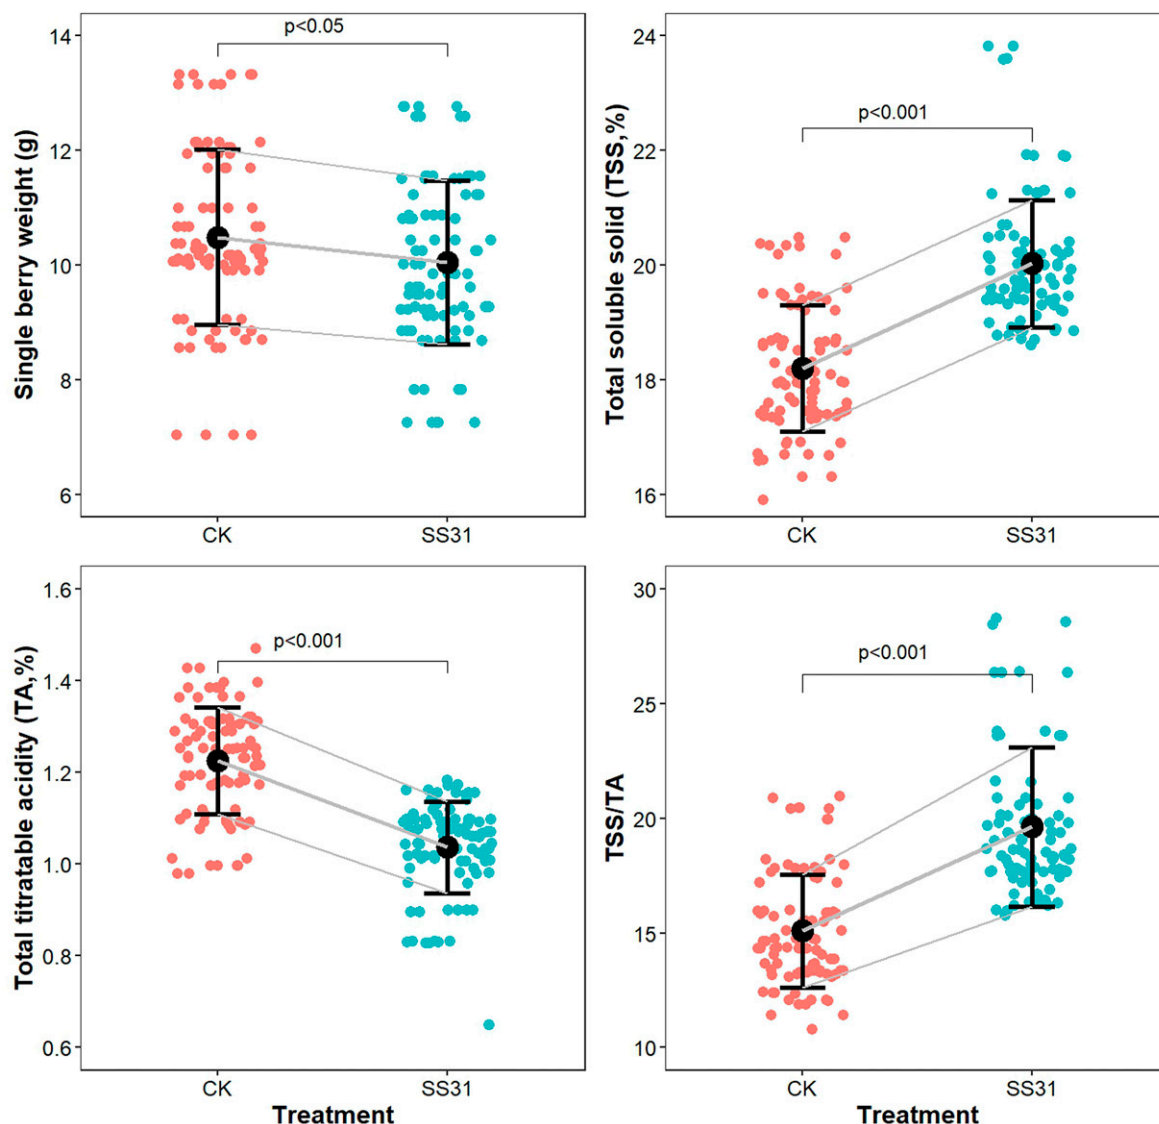 Single berry weight (g)
14
12
10
8
6
p<0.05
CK
SS31
Total soluble solid (TSS,%)
24
22
20
18
16
p<0.001
CK
SS31
Total titratable acidity (TA,%)
1.6
1.4
1.2
1.0
0.8
0.6
p<0.001
CK
SS31
Treatment
TSS/TA
30
25
20
15
10
p<0.001
CK
SS31
Treatment